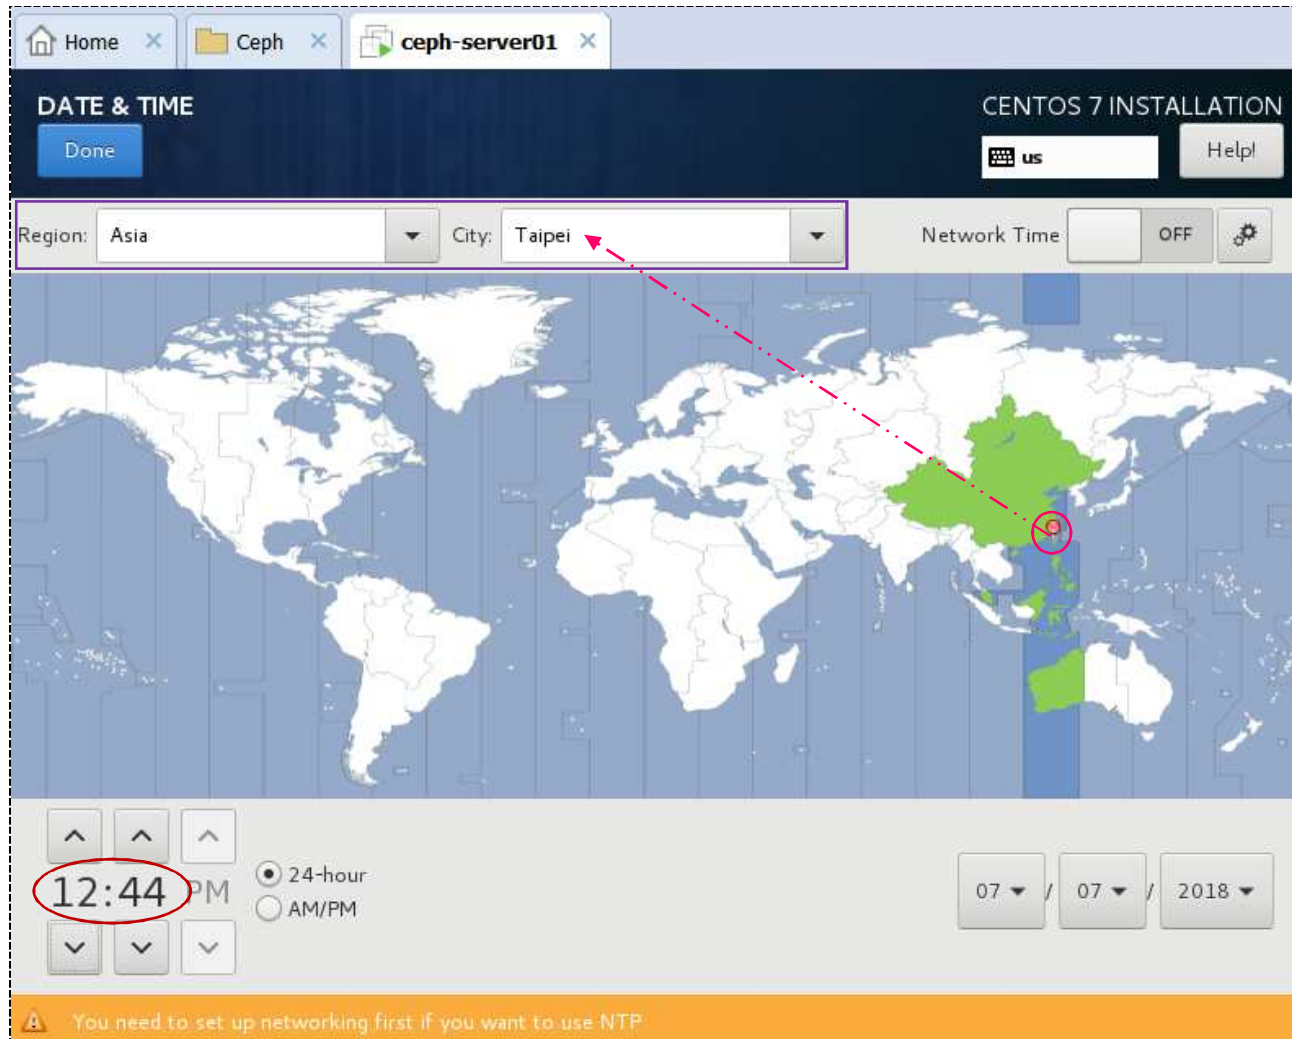 Home Ceph ceph-server01
DATE & TIME
CENTOS 7 INSTALLATION
Done
us
Help!
Region: Asia City: Taipei Network Time OFF
12:44 PM
24-hour
AM/PM
07 / 07 / 2018
You need to set up networking first if you want to use NTP